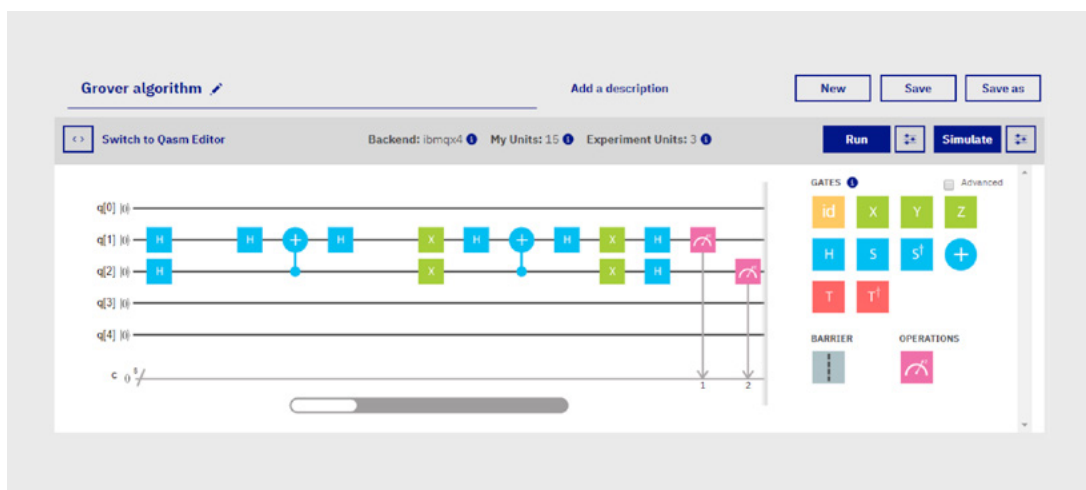 Grover algorithm Add a description New Save Save as
Switch to Qasm Editor Backend: ibmqx4 My Units: 15 Experiment Units: 3 Run Simulate
GATES Advanced
q[0] |0⟩ id X Y Z
q[1] |0⟩ H H + H X H + H X H
q[2] |0⟩ H X X H H S S† +
q[3] |0⟩ T T†
q[4] |0⟩ BARRIER OPERATIONS
c 0 5
1 2